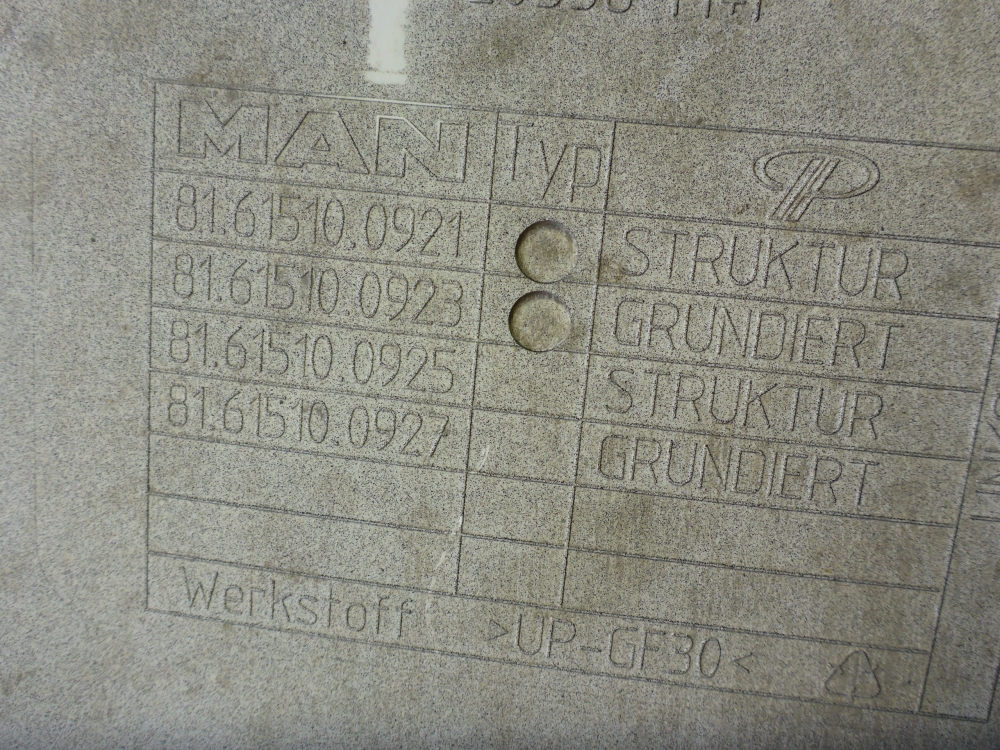 MAN Typ
81.61510.0921 STRUKTUR
81.61510.0923 GRUNDIERT
81.61510.0925 STRUKTUR
81.61510.0927 GRUNDIERT
Werkstoff >UP-GF30<